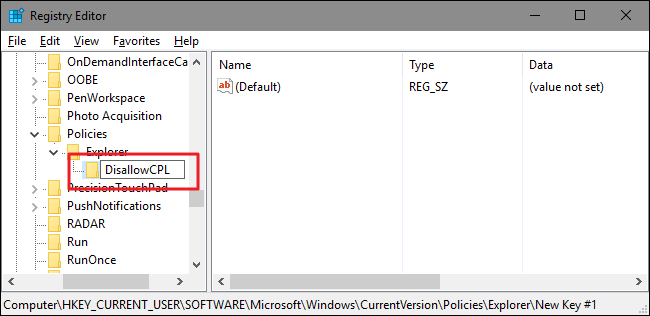 Registry Editor
File Edit View Favorites Help
OnDemandInterfaceCa
OOBE
PenWorkspace
Photo Acquisition
Policies
Explorer
DisallowCPL
PrecisionTouchPad
PushNotifications
RADAR
Run
RunOnce
Name Type Data
ab (Default) REG_SZ (value not set)
Computer\HKEY_CURRENT_USER\SOFTWARE\Microsoft\Windows\CurrentVersion\Policies\Explorer\New Key #1